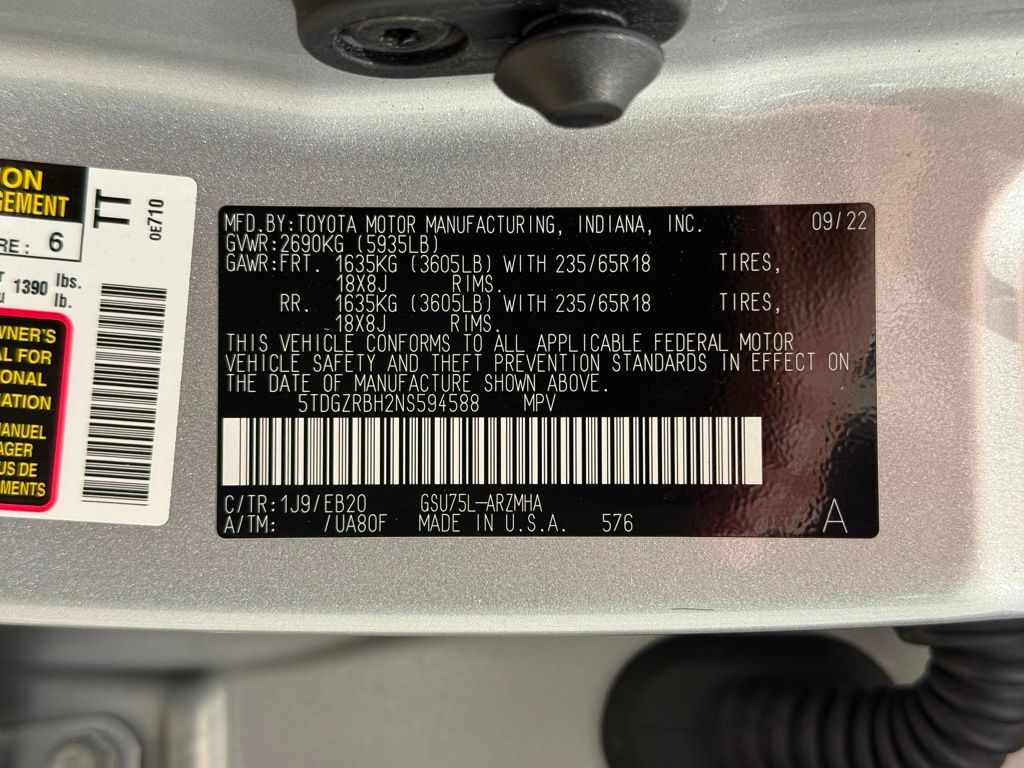 ION
GEMENT
RE: 6
T 1390 lbs.
lb.
WNER'S
AL FOR
IONAL
ATION
MANUEL
AGER
US DE
MENTS
TT
0E710
MFD.BY:TOYOTA MOTOR MANUFACTURING, INDIANA, INC. 09/22
GVWR:2690KG (5935LB)
GAWR:FRT. 1635KG (3605LB) WITH 235/65R18 TIRES,
18X8J RIMS.
RR. 1635KG (3605LB) WITH 235/65R18 TIRES,
18X8J RIMS.
THIS VEHICLE CONFORMS TO ALL APPLICABLE FEDERAL MOTOR
VEHICLE SAFETY AND THEFT PREVENTION STANDARDS IN EFFECT ON
THE DATE OF MANUFACTURE SHOWN ABOVE.
5TDGZRBH2NS594588 MPV
C/TR:1J9/EB20 GSU75L-ARZMHA
A/TM: /UA80F MADE IN U.S.A. 576 A